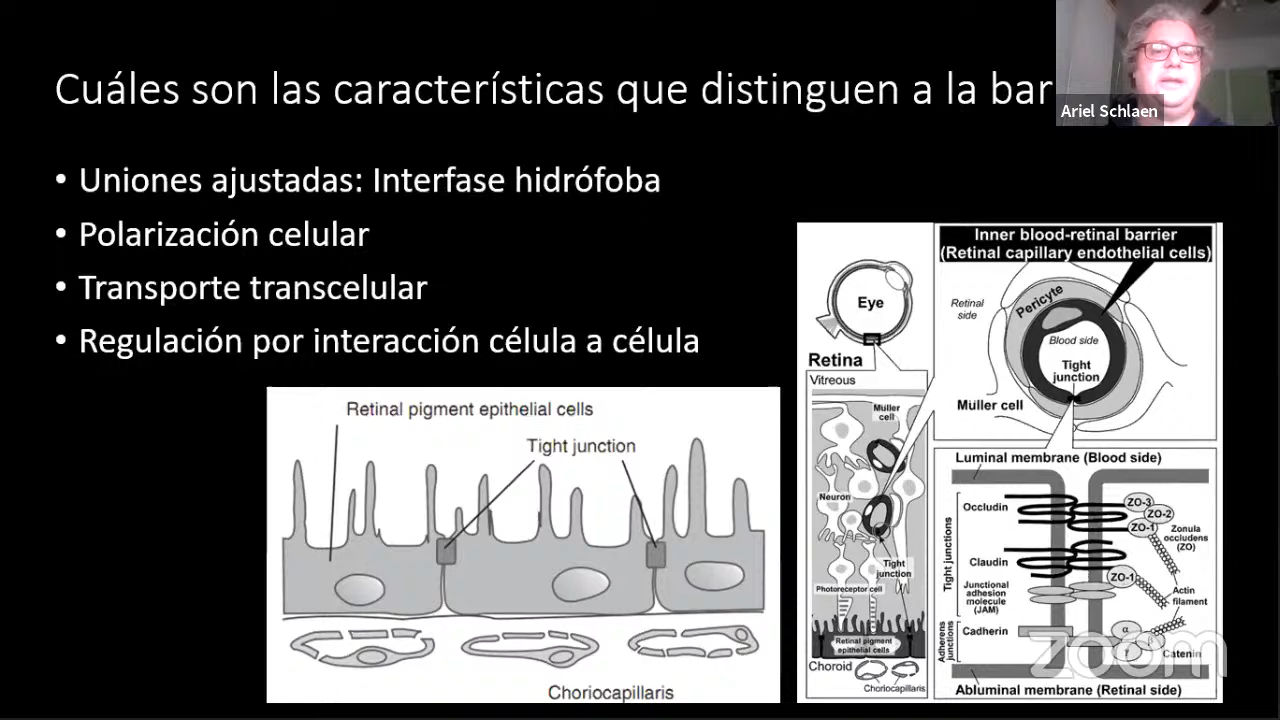 Cuáles son las características que distinguen a la bar
Ariel Schlaen
• Uniones ajustadas: Interfase hidrófoba
• Polarización celular
• Transporte transcelular
• Regulación por interacción célula a célula
Retinal pigment epithelial cells
Tight junction
Choriocapillaris
Eye
Retina
Vitreous
Müller
cell
Neuron
Tight
junction
Photoreceptor cell
Retinal pigment
epithelial cells
Choroid
Choriocapillaris
Inner blood-retinal barrier
(Retinal capillary endothelial cells)
Retinal
side
Pericyte
Blood side
Tight
junction
Müller cell
Luminal membrane (Blood side)
Tight junctions
Occludin
ZO-3
ZO-2
ZO-1
Zonula
occludens
(ZO)
Claudin
ZO-1
Junctional
adhesion
molecule
(JAM)
Actin
filament
Adherens
junctions
Cadherin
α
γ
Catenin
Abluminal membrane (Retinal side)
zoom